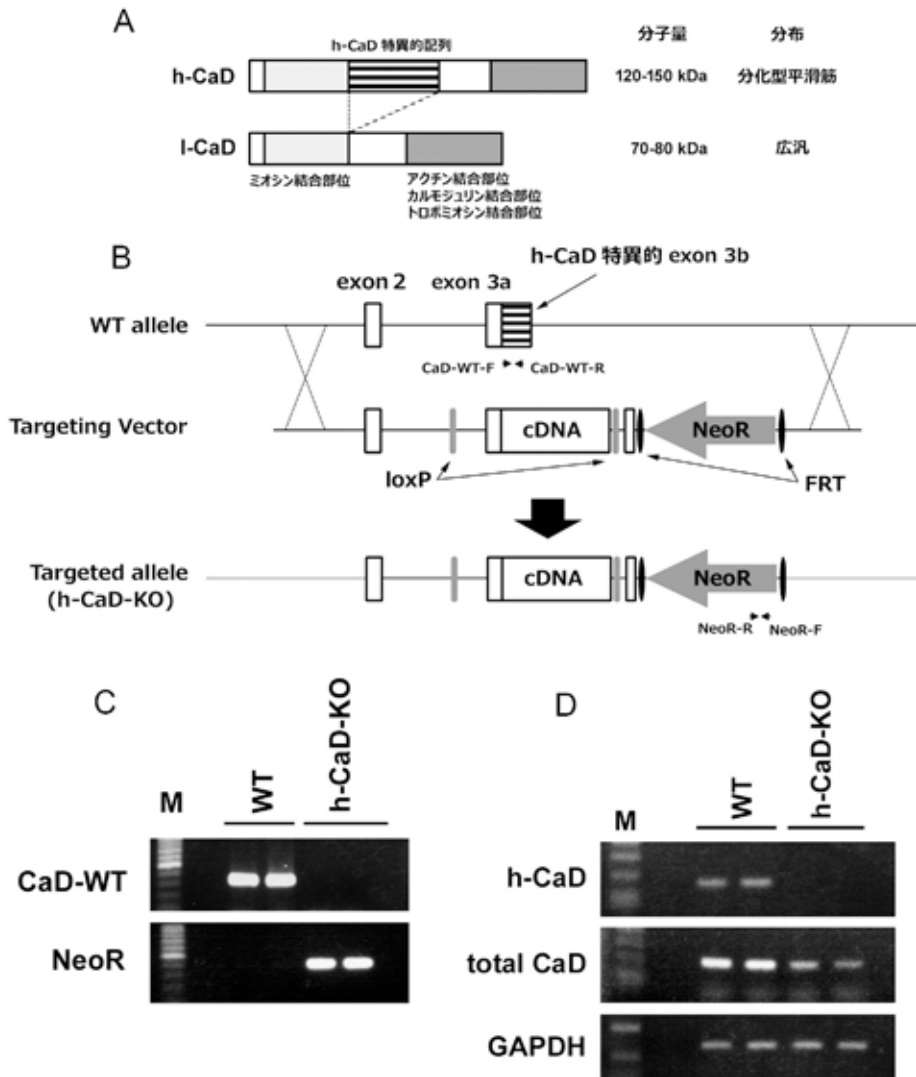 A
h-CaD 特異的配列
分子量
分布
h-CaD
120-150 kDa
分化型平滑筋
l-CaD
70-80 kDa
広汎
ミオシン結合部位
アクチン結合部位
カルモジュリン結合部位
トロポミオシン結合部位
B
h-CaD 特異的 exon 3b
exon 2
exon 3a
WT allele
CaD-WT-F
CaD-WT-R
Targeting Vector
cDNA
NeoR
loxP
FRT
Targeted allele
(h-CaD-KO)
cDNA
NeoR
NeoR-R
NeoR-F
C
M
WT
h-CaD-KO
CaD-WT
NeoR
D
M
WT
h-CaD-KO
h-CaD
total CaD
GAPDH